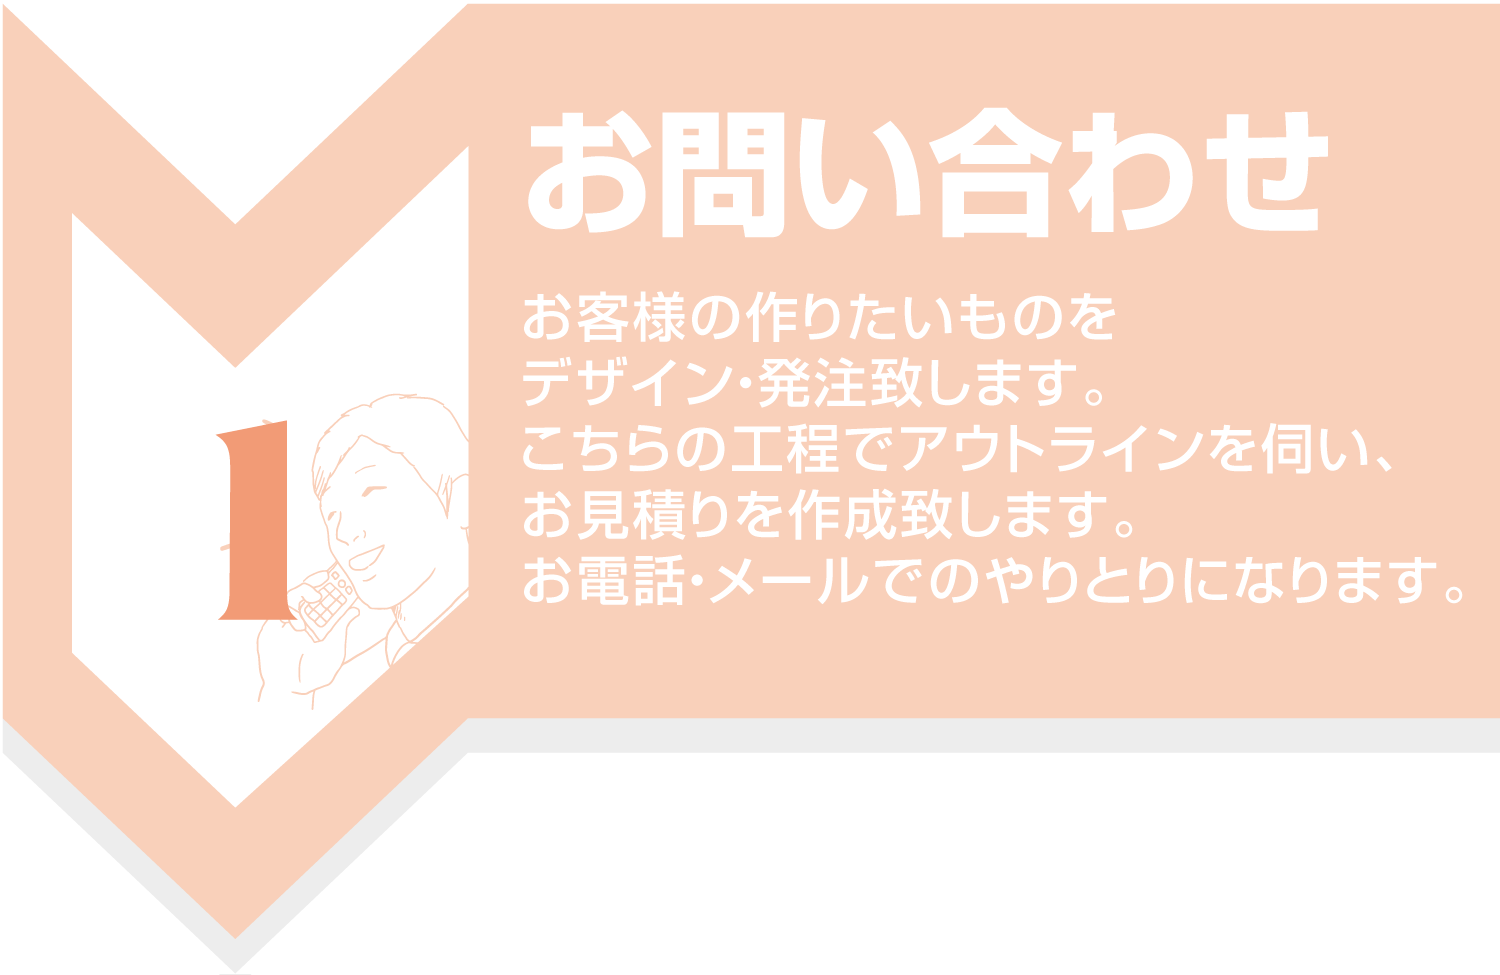 1
お問い合わせ
お客様の作りたいものを
デザイン・発注致します。
こちらの工程でアウトラインを伺い、
お見積りを作成致します。
お電話・メールでのやりとりになります。